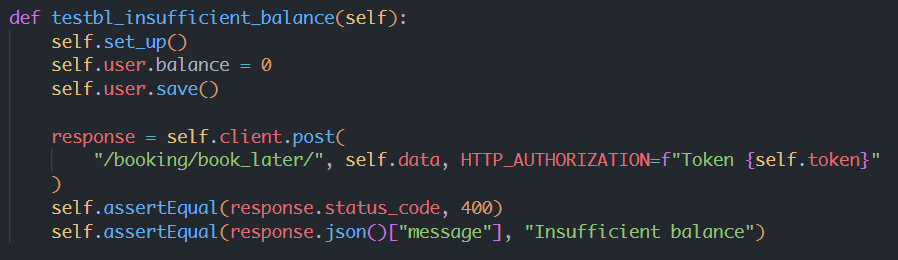 def testbl_insufficient_balance(self):
    self.set_up()
    self.user.balance = 0
    self.user.save()

    response = self.client.post(
        "/booking/book_later/", self.data, HTTP_AUTHORIZATION=f"Token {self.token}"
    )
    self.assertEqual(response.status_code, 400)
    self.assertEqual(response.json()["message"], "Insufficient balance")